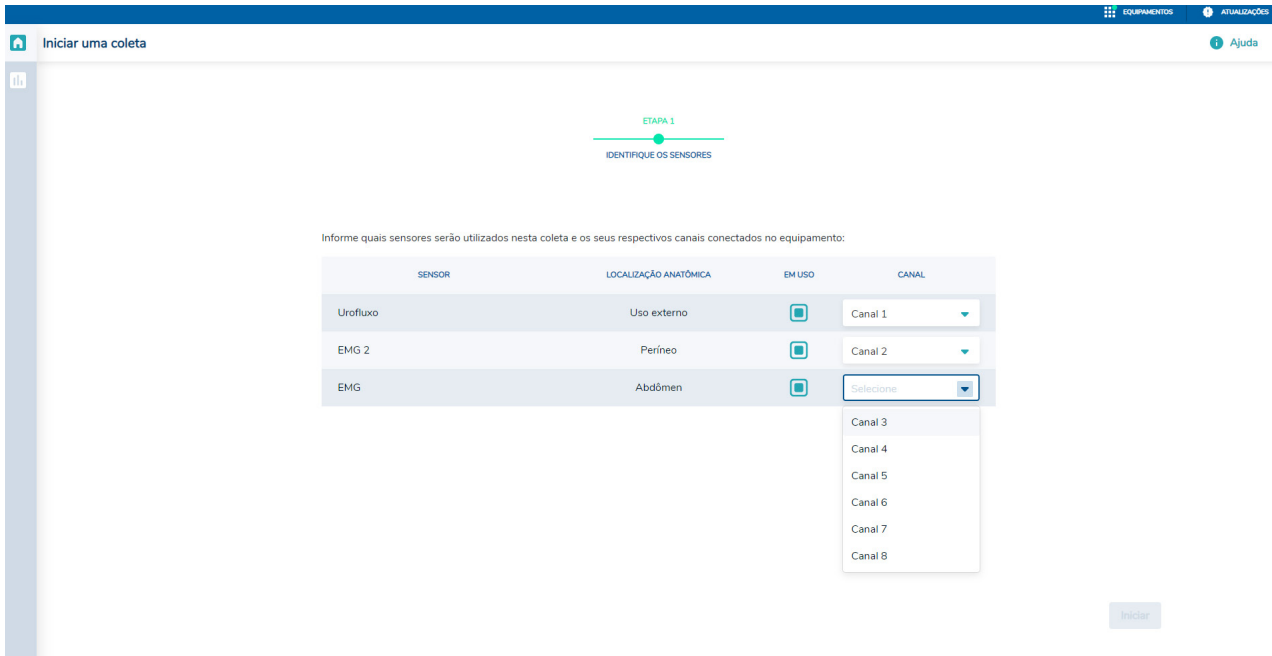 EQUIPAMENTOS ATUALIZAÇÕES
Iniciar uma coleta Ajuda
ETAPA 1
IDENTIFIQUE OS SENSORES
Informe quais sensores serão utilizados nesta coleta e os seus respectivos canais conectados no equipamento:
SENSOR LOCALIZAÇÃO ANATÔMICA EM USO CANAL
Urofluxo Uso externo Canal 1
EMG 2 Períneo Canal 2
EMG Abdômen Selecione
Canal 3
Canal 4
Canal 5
Canal 6
Canal 7
Canal 8
Iniciar